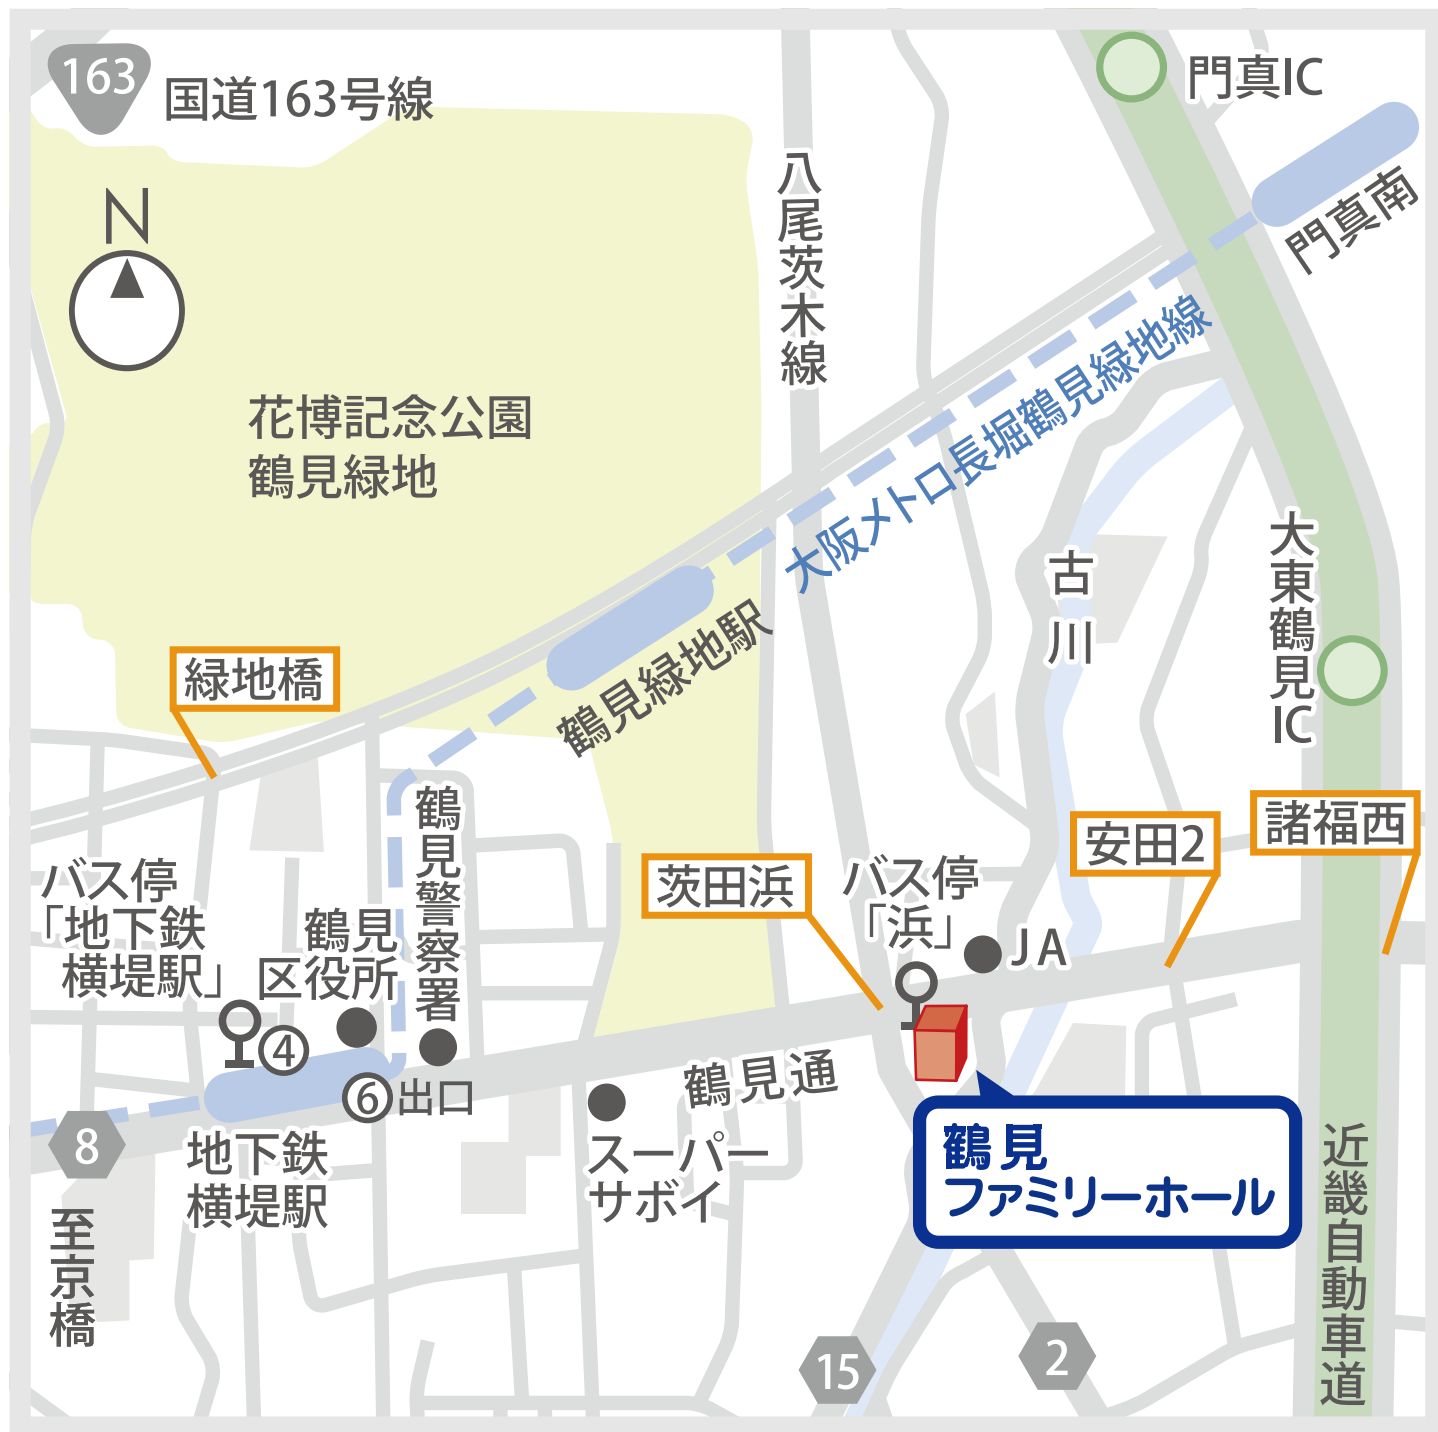 163
国道163号線
門真IC
門真南
N
八尾茨木線
大阪メトロ長堀鶴見緑地線
花博記念公園
鶴見緑地
古川
大東鶴見IC
鶴見緑地駅
緑地橋
鶴見警察署
諸福西
安田2
茨田浜
バス停
「浜」
JA
バス停
「地下鉄
横堤駅」
鶴見
区役所
4
6
出口
鶴見通
8
地下鉄
横堤駅
スーパー
サボイ
鶴見
ファミリーホール
至京橋
近畿自動車道
15
2